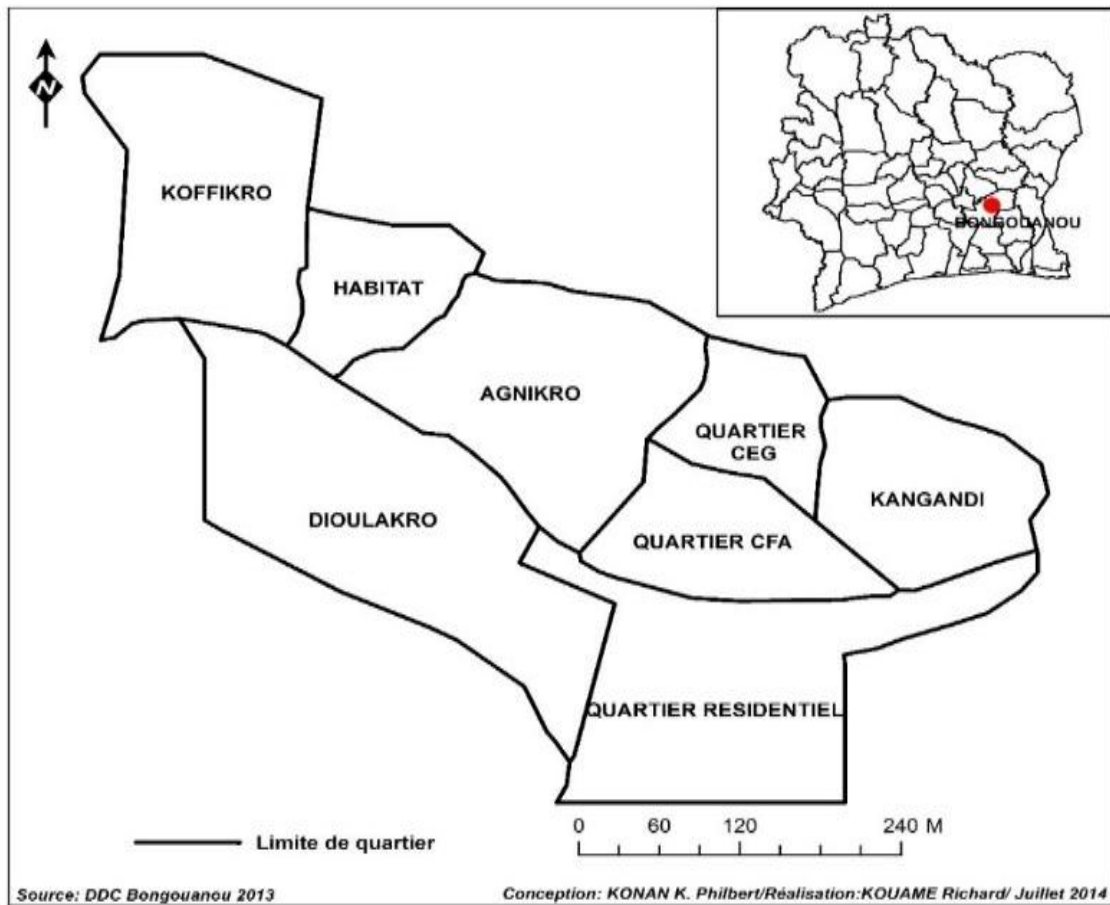 N
BONGOUANOU
KOFFIKRO
HABITAT
AGNIKRO
QUARTIER
CEG
KANGANDI
DIOULAKRO
QUARTIER CFA
QUARTIER RESIDENTIEL
Limite de quartier
0 60 120 240 M
Source: DDC Bongouanou 2013
Conception: KONAN K. Philbert/Réalisation:KOUAME Richard/ Juillet 2014